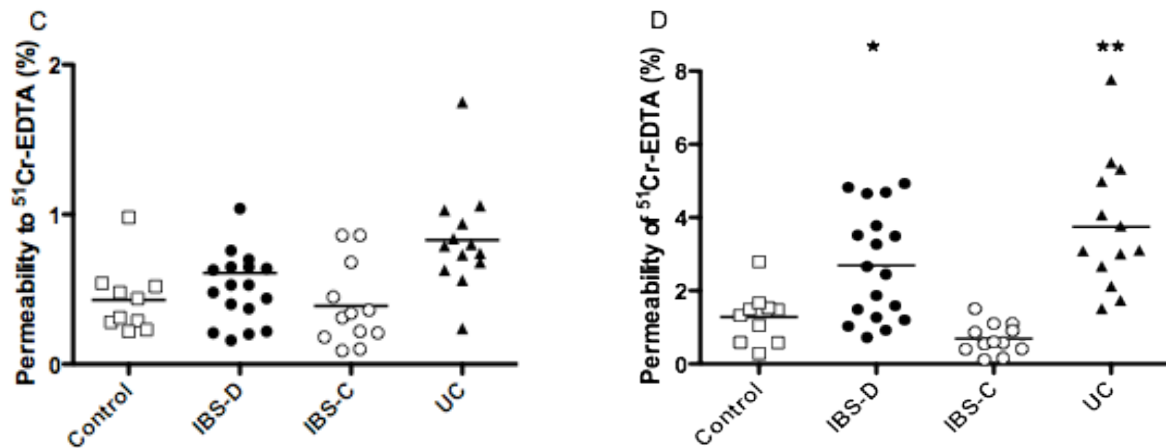 C
Permeability to ⁵¹Cr-EDTA (%)
2
1
0
Control
IBS-D
IBS-C
UC
D
Permability of ⁵¹Cr-EDTA (%)
* **
8
6
4
2
0
Control
IBS-D
IBS-C
UC